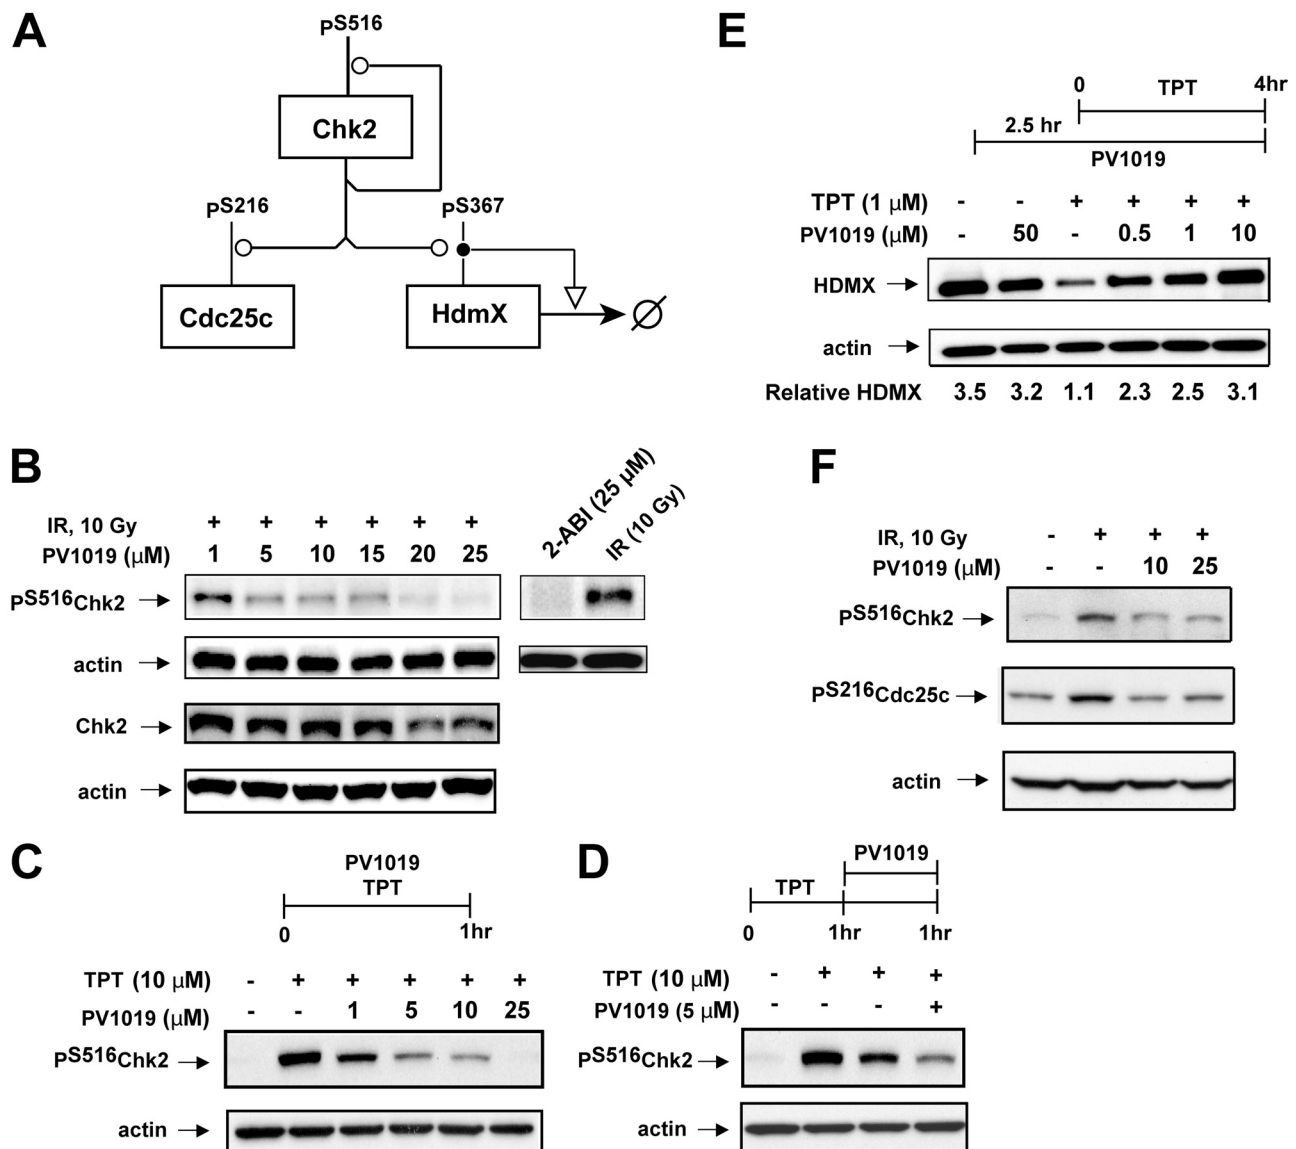 A
pS516
Chk2
pS216
pS367
Cdc25c
HdmX
E
0 TPT 4hr
2.5 hr
PV1019
TPT (1 μM) - - + + + +
PV1019 (μM) - 50 - 0.5 1 10
HDMX
actin
Relative HDMX 3.5 3.2 1.1 2.3 2.5 3.1
B
IR, 10 Gy + + + + + +
PV1019 (μM) 1 5 10 15 20 25
2-ABI (25 μM)
IR (10 Gy)
pS516Chk2
actin
Chk2
actin
F
IR, 10 Gy - + + +
PV1019 (μM) - - 10 25
pS516Chk2
pS216Cdc25c
actin
C
PV1019
TPT
0 1hr
TPT (10 μM) - + + + + +
PV1019 (μM) - - 1 5 10 25
pS516Chk2
actin
D
PV1019
TPT
0 1hr 1hr
TPT (10 μM) - + + +
PV1019 (5 μM) - - - +
pS516Chk2
actin